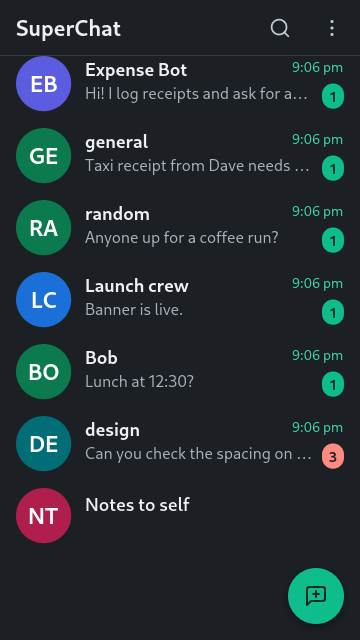 SuperChat
EB
Expense Bot
9:06 pm
Hi! I log receipts and ask for a...
1
GE
general
9:06 pm
Taxi receipt from Dave needs ...
1
RA
random
9:06 pm
Anyone up for a coffee run?
1
LC
Launch crew
9:06 pm
Banner is live.
1
BO
Bob
9:06 pm
Lunch at 12:30?
1
DE
design
9:06 pm
Can you check the spacing on ...
3
NT
Notes to self